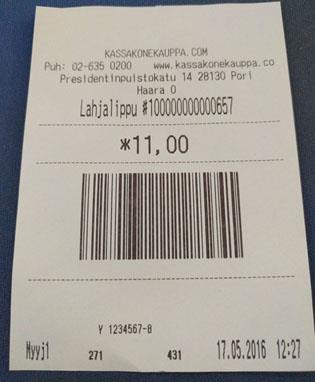 KASSAKONEKAUPPA.COM
Puh: 02-635 0200 www.kassakonekauppa.co
Presidentinpuistokatu 14 28130 Pori
Haara 0
Lahjalippu #100000000000657
*11,00
Y 1234567-8
Myyj1 271 431 17.05.2016 12:27